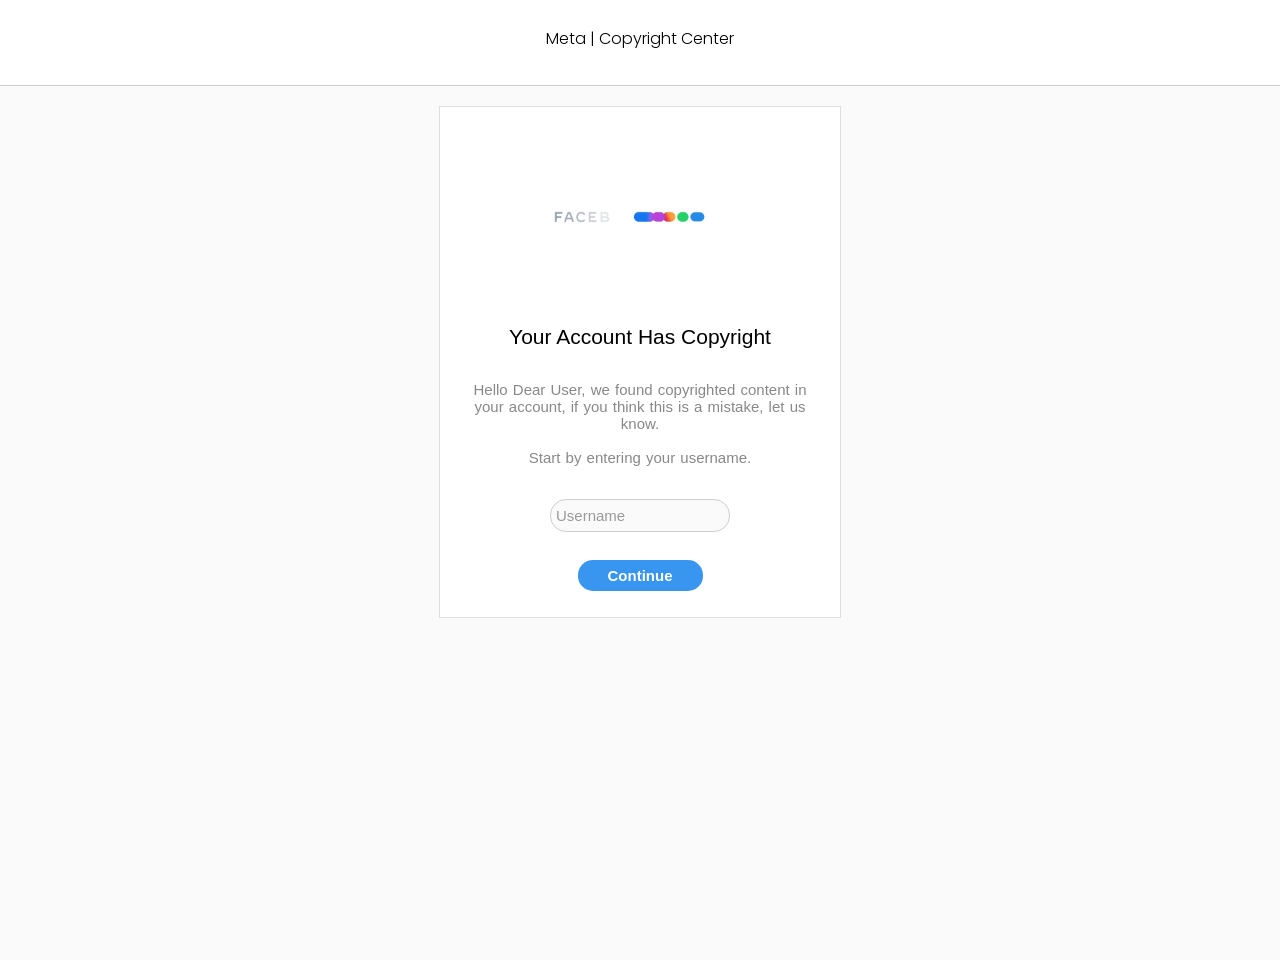 Meta | Copyright Center
FACEB
Your Account Has Copyright
Hello Dear User, we found copyrighted content in
your account, if you think this is a mistake, let us
know.
Start by entering your username.
Username
Continue